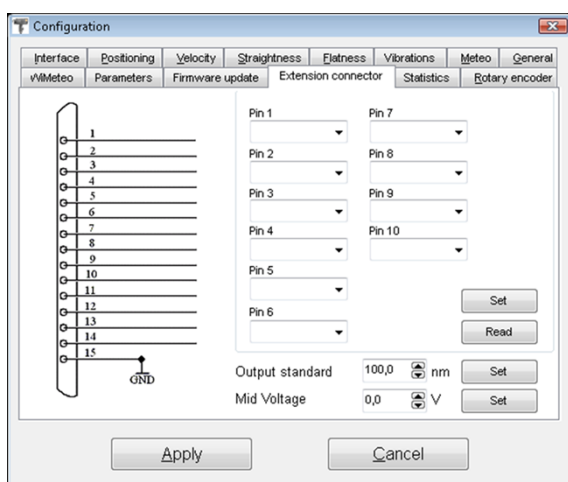 Configuration
Interface Positioning Velocity Straightness Flatness Vibrations Meteo General
WiMeteo Parameters Firmware update Extension connector Statistics Rotary encoder
1
2
3
4
5
6
7
8
9
10
11
12
13
14
15
GND
Pin 1 Pin 7
Pin 2 Pin 8
Pin 3 Pin 9
Pin 4 Pin 10
Pin 5
Pin 6
Set
Read
Output standard 100,0 nm Set
Mid Voltage 0,0 V Set
Apply Cancel